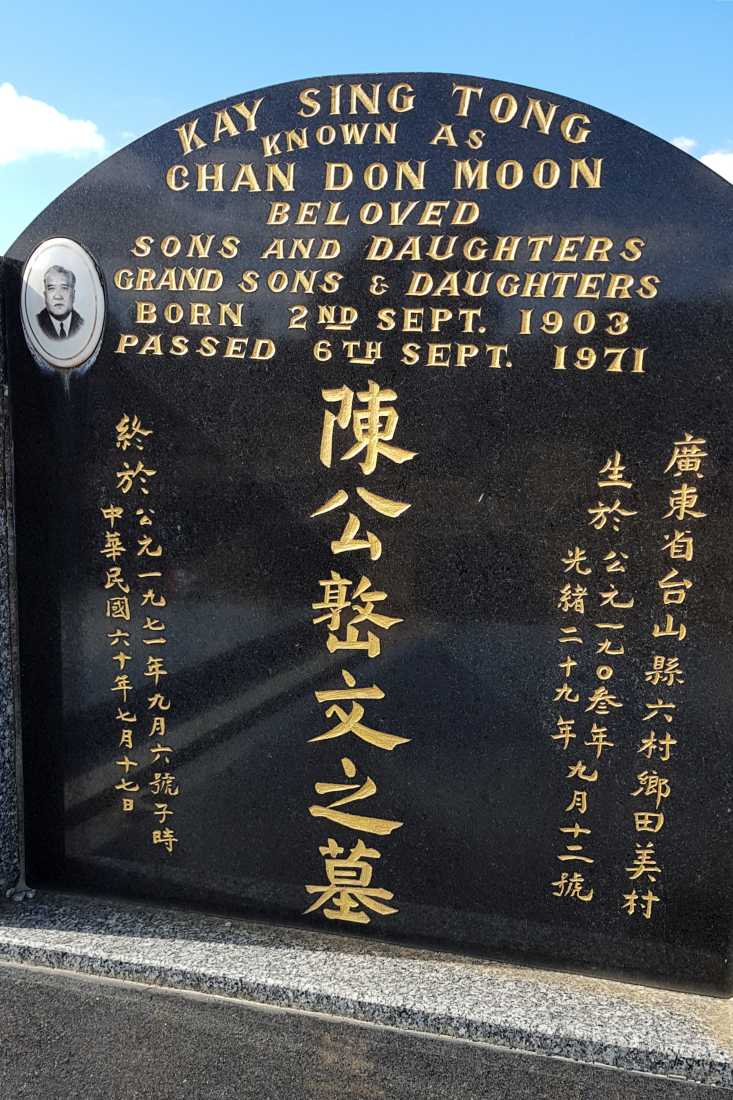 KAY SING TONG
KNOWN AS
CHAN DON MOON
BELOVED
SONS AND DAUGHTERS
GRAND SONS & DAUGHTERS
BORN 2ND SEPT. 1903
PASSED 6TH SEPT. 1971
廣東省台山縣六村鄉田美村
生於公元一九〇叁年
光緒二十九年九月十二號
陳公文之墓
終於公元一九七一年九月六號子時
中華民國六十年七月十七日